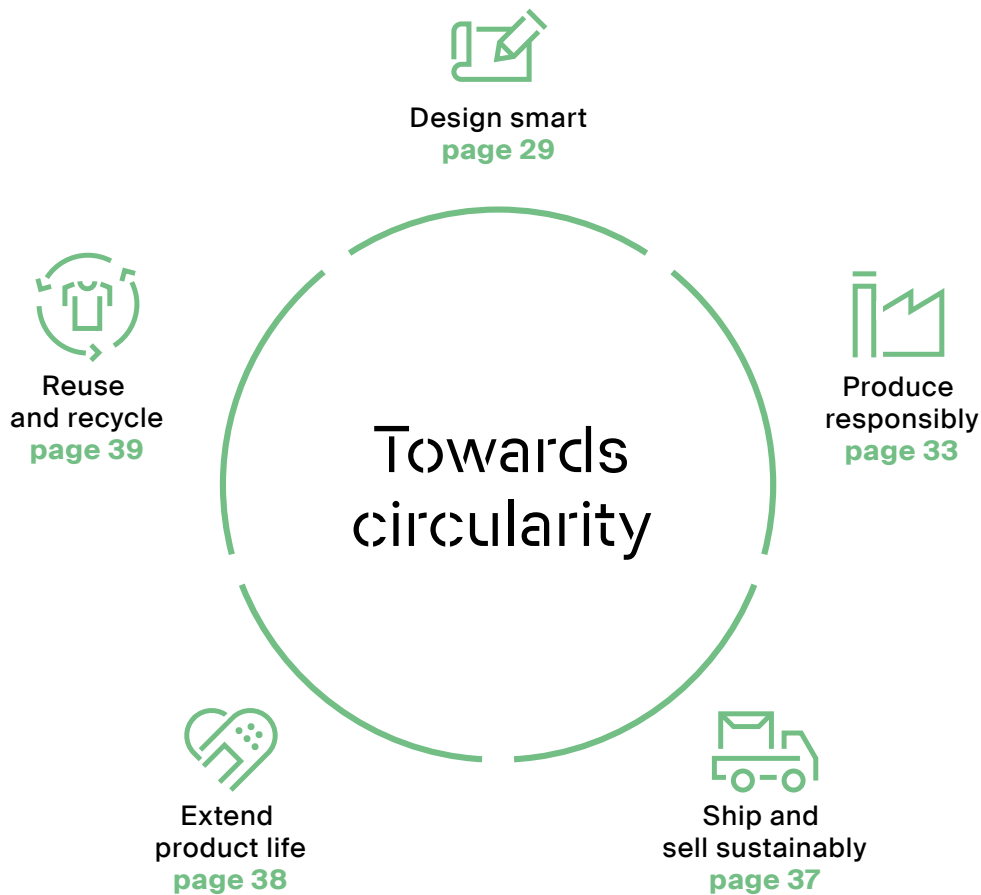 Design smart
page 29
Reuse
and recycle
page 39
Produce
responsibly
page 33
Towards
circularity
Extend
product life
page 38
Ship and
sell sustainably
page 37